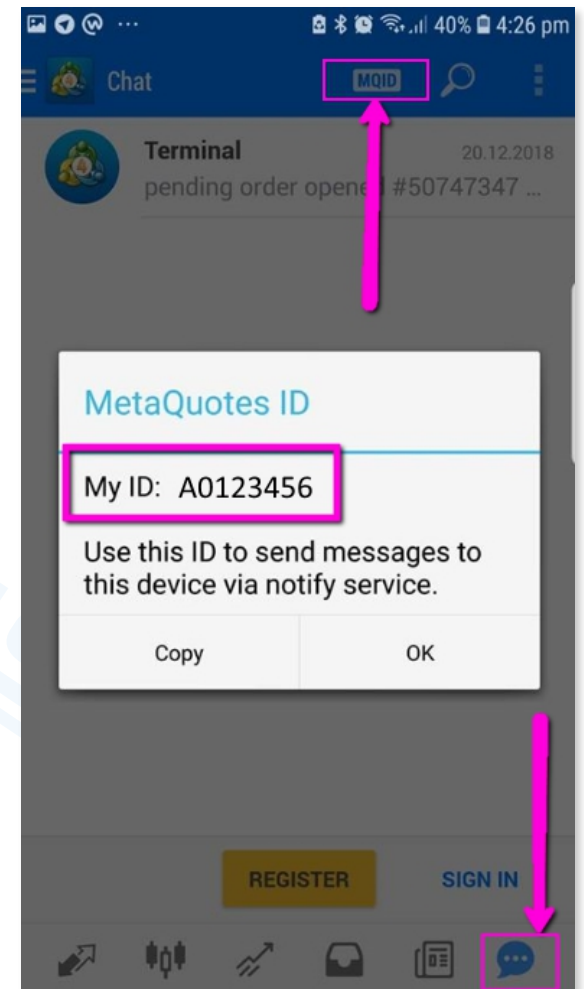 40% 4:26 pm
Chat MQID
Terminal 20.12.2018
pending order opened #50747347 ...
MetaQuotes ID
My ID: A0123456
Use this ID to send messages to
this device via notify service.
Copy OK
REGISTER SIGN IN